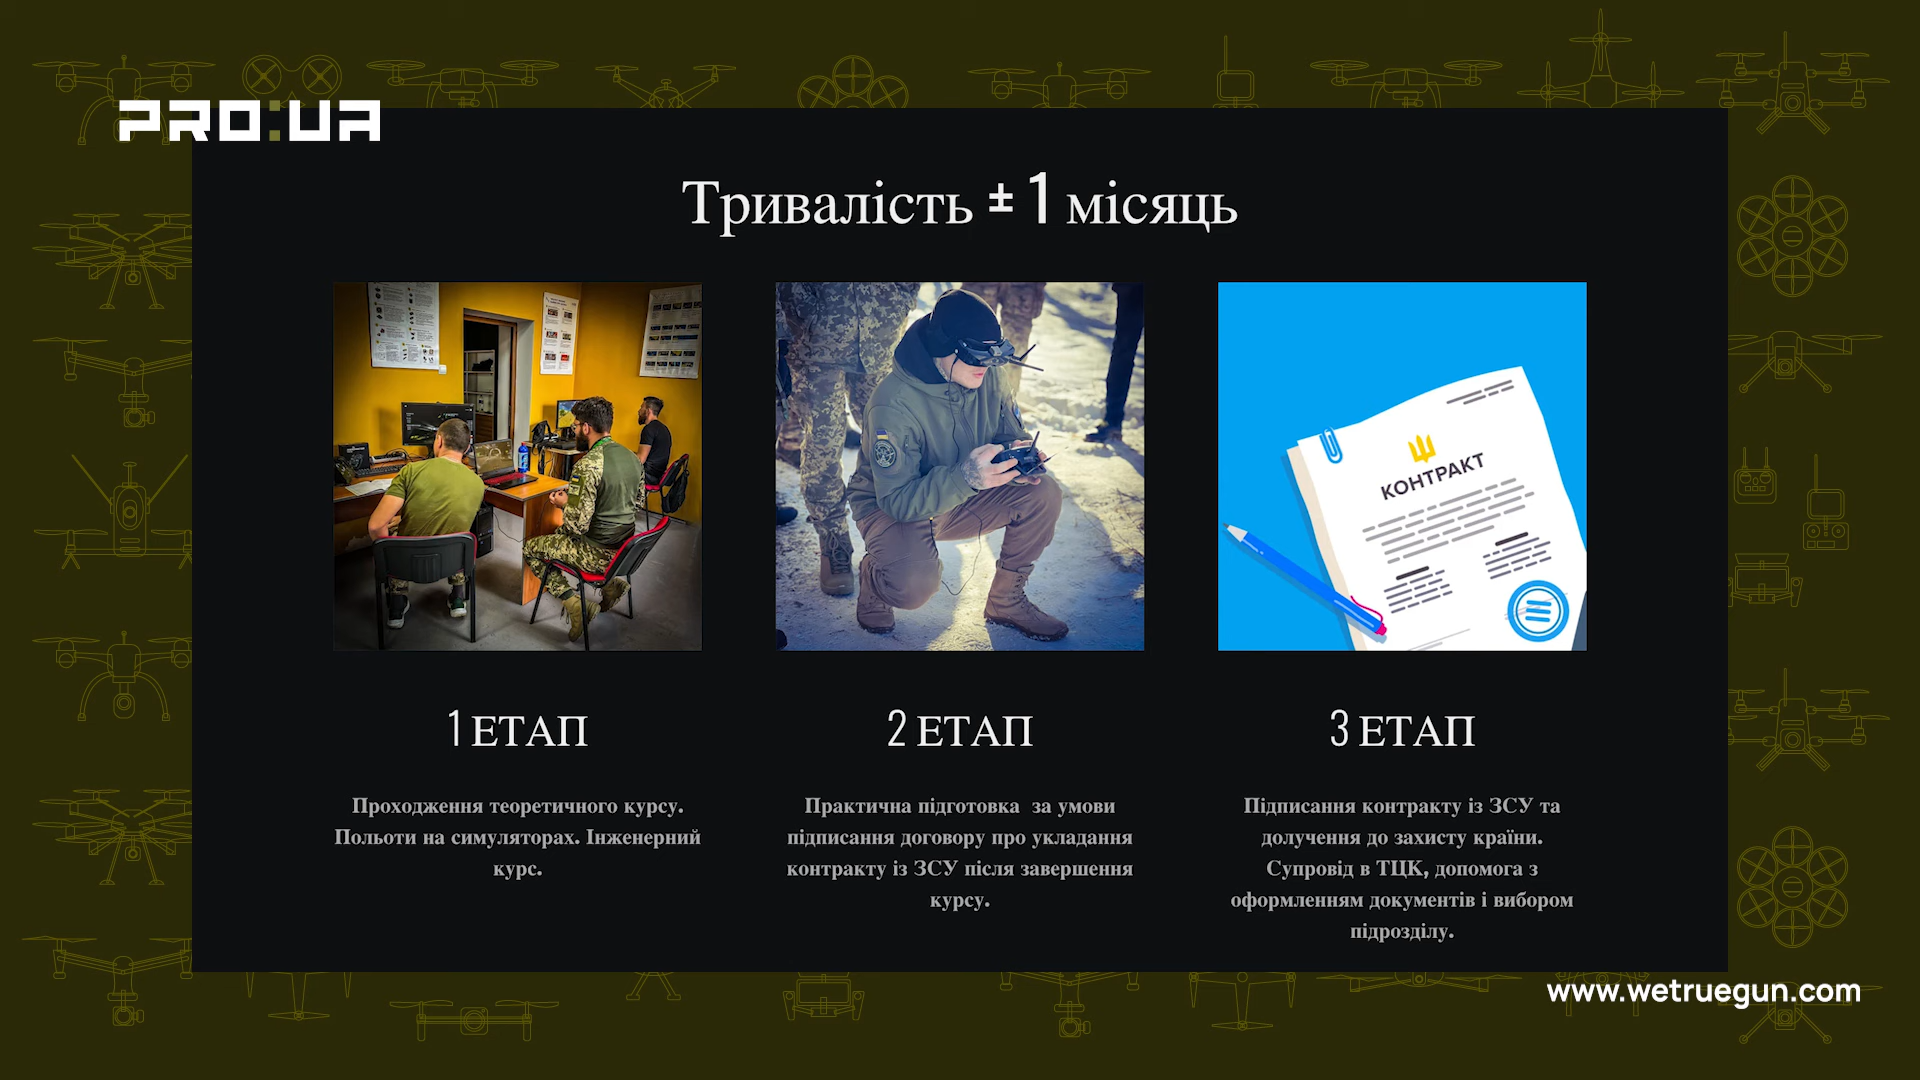 PRO:UA
Тривалість ± 1 місяць
КОНТРАКТ
1 ЕТАП
Проходження теоретичного курсу.
Польоти на симуляторах. Інженерний
курс.
2 ЕТАП
Практична підготовка за умови
підписання договору про укладання
контракту із ЗСУ після завершення
курсу.
3 ЕТАП
Підписання контракту із ЗСУ та
долучення до захисту країни.
Супровід в ТЦК, допомога з
оформленням документів і вибором
підрозділу.
www.wetruegun.com